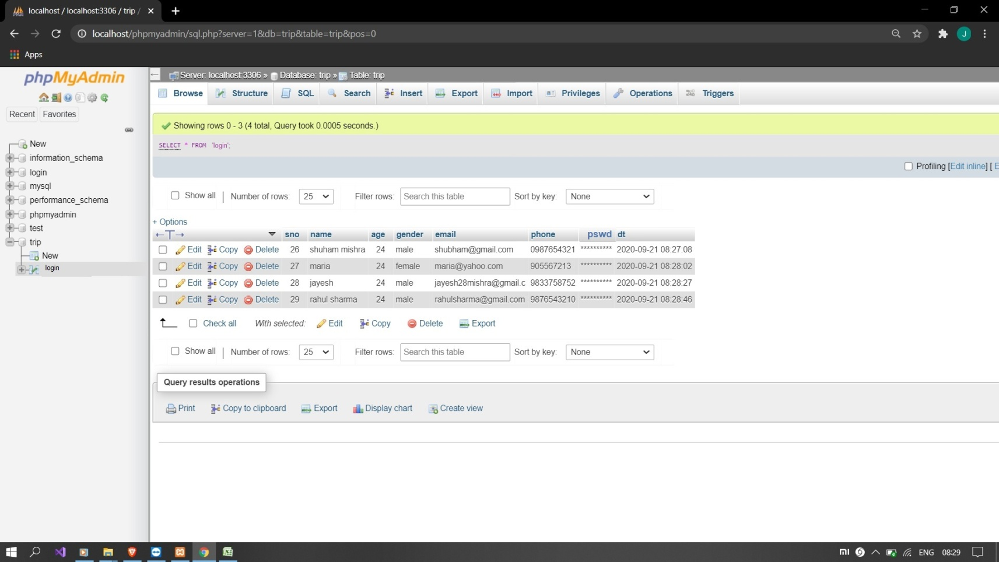 localhost / localhost:3306 / trip /
localhost/phpmyadmin/sql.php?server=1&db=trip&table=trip&pos=0
J
Apps
phpMyAdmin
Recent Favorites
New
information_schema
login
mysql
performance_schema
phpmyadmin
test
trip
New
login
Server: localhost:3306 » Database: trip » Table: trip
Browse Structure SQL Search Insert Export Import Privileges Operations Triggers
Showing rows 0 - 3 (4 total, Query took 0.0005 seconds.)
SELECT * FROM 'login';
Profiling [Edit inline] [ E
Show all | Number of rows: 25 Filter rows: Search this table Sort by key: None
+ Options
←T→ sno name age gender email phone pswd dt
Edit Copy Delete 26 shuham mishra 24 male shubham@gmail.com 0987654321 ********** 2020-09-21 08:27:08
Edit Copy Delete 27 maria 24 female maria@yahoo.com 905567213 ********** 2020-09-21 08:28:02
Edit Copy Delete 28 jayesh 24 male jayesh28mishra@gmail.c 9833758752 ********** 2020-09-21 08:28:27
Edit Copy Delete 29 rahul sharma 24 male rahulsharma@gmail.com 9876543210 ********** 2020-09-21 08:28:46
Check all With selected: Edit Copy Delete Export
Show all | Number of rows: 25 Filter rows: Search this table Sort by key: None
Query results operations
Print Copy to clipboard Export Display chart Create view
mi ENG 08:29